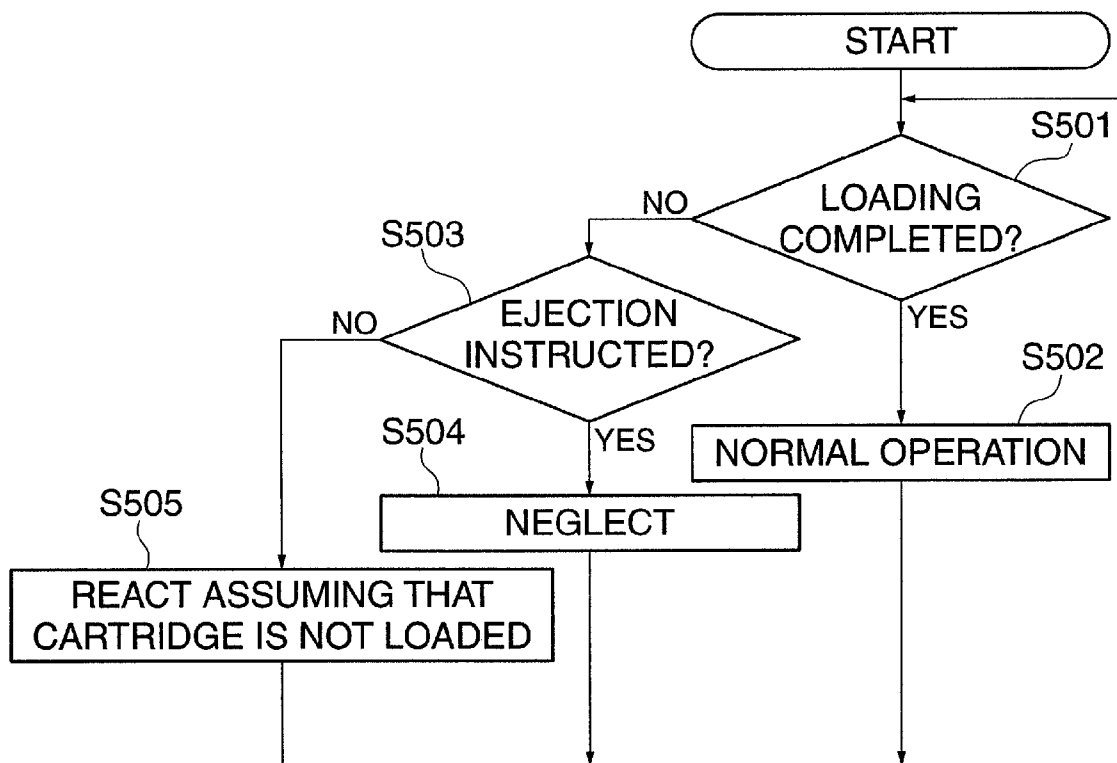 START
S501
LOADING
COMPLETED?
NO
YES
S503
EJECTION
INSTRUCTED?
NO
YES
S502
NORMAL OPERATION
S504
NEGLECT
S505
REACT ASSUMING THAT
CARTRIDGE IS NOT LOADED